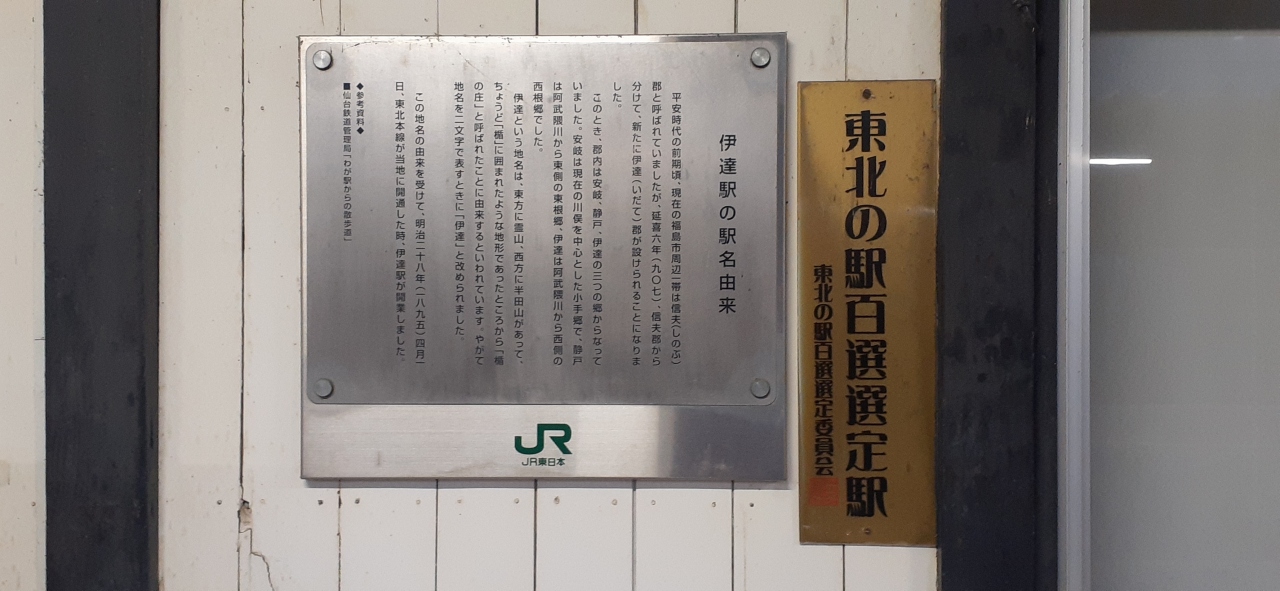 伊達駅の駅名由来
平安時代の前期頃、現在の福島市周辺一帯は信夫(しのぶ)
郡と呼ばれていましたが、延喜六年(九〇七)、信夫郡から
分けて、新たに伊達(いだて)郡が設けられることになりま
した。
このとき、郡内は安岐、静戸、伊達の三つの郷からなって
いました。安岐は現在の川俣を中心とした小手郷で、静戸
は阿武隈川から東側の東根郷、伊達は阿武隈川から西側の
西根郷でした。
伊達という地名は、東方に霊山、西方に半田山があって、
ちょうど「楯」に囲まれたような地形であったところから「楯
の庄」と呼ばれたことに由来するといわれています。やがて
地名を二文字で表すときに「伊達」と改められました。
この地名の由来を受けて、明治二十八年(一八九五)四月一
日、東北本線が当地に開通した時、伊達駅が開業しました。
◆参考資料◆
■仙台鉄道管理局「わが駅からの散歩道」
JR
JR東日本
東北の駅百選選定駅
東北の駅百選選定委員会